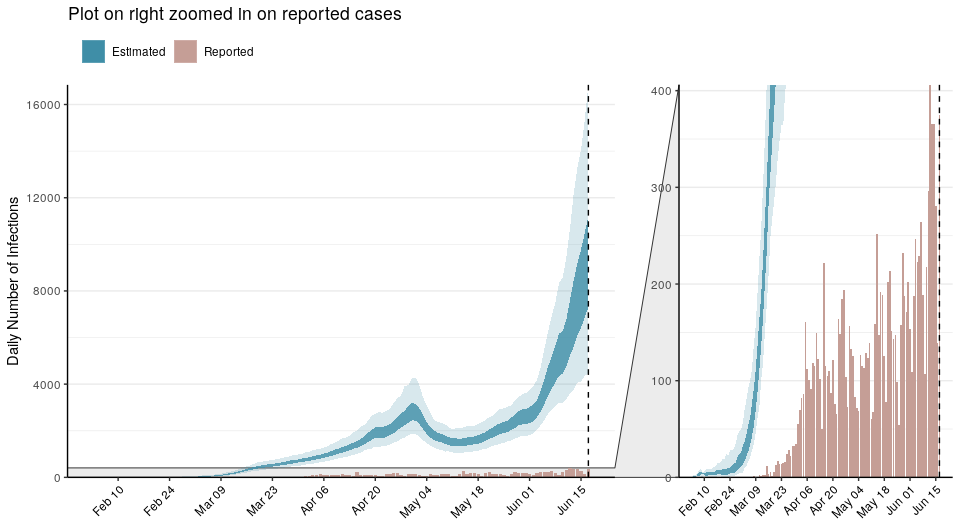 Plot on right zoomed in on reported cases
Estimated Reported
Daily Number of Infections
16000
12000
8000
4000
0
Feb 10 Feb 24 Mar 09 Mar 23 Apr 06 Apr 20 May 04 May 18 Jun 01 Jun 15
400
300
200
100
0
Feb 10 Feb 24 Mar 09 Mar 23 Apr 06 Apr 20 May 04 May 18 Jun 01 Jun 15